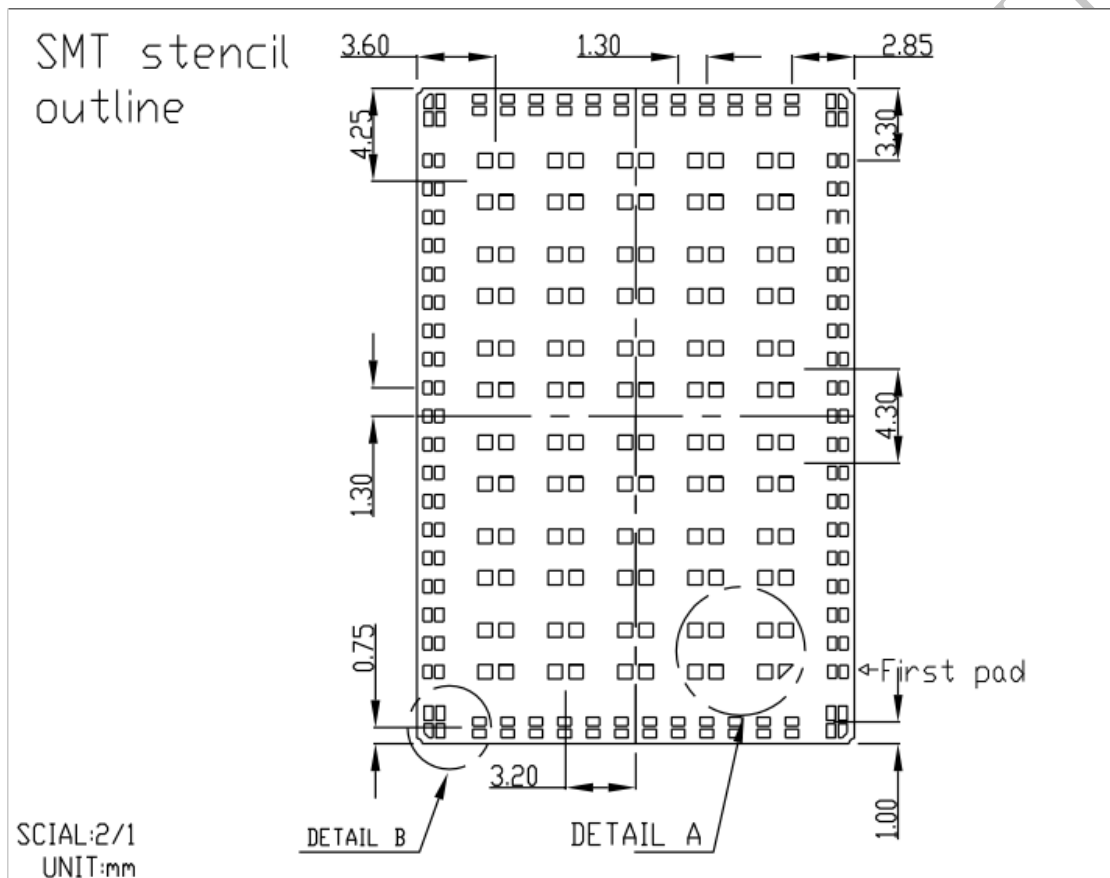 SMT stencil
outline
3.60
1.30
2.85
4.25
3.30
4.30
1.30
0.75
First pad
3.20
1.00
DETAIL B
DETAIL A
SCIAL:2/1
UNIT:mm